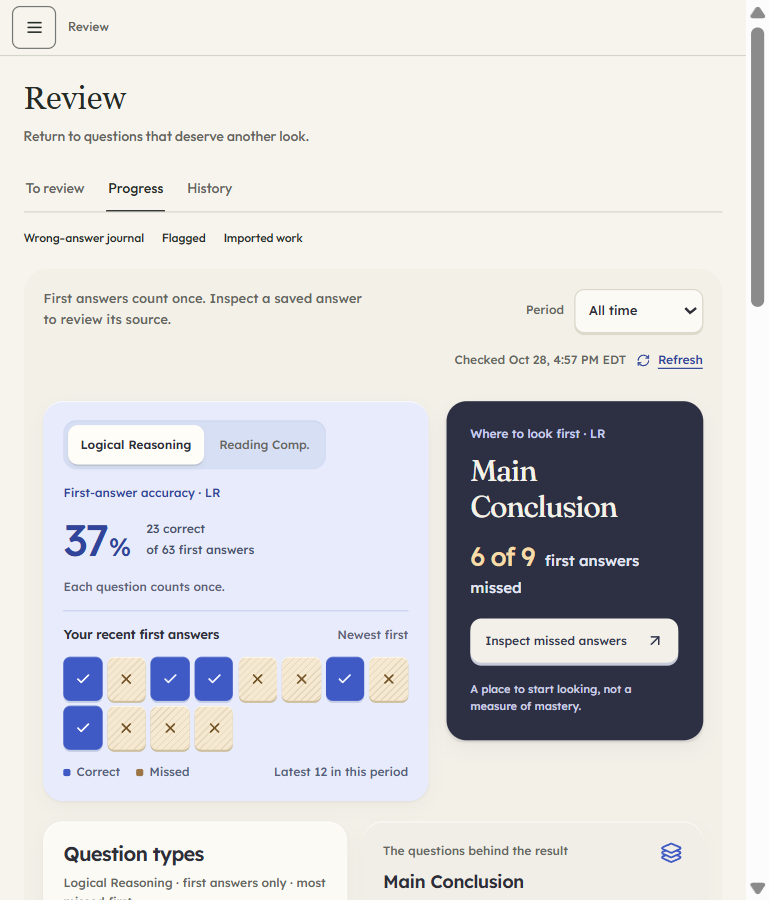 Review
Review
Return to questions that deserve another look.
To review
Progress
History
Wrong-answer journal
Flagged
Imported work
First answers count once. Inspect a saved answer
to review its source.
Period
All time
Checked Oct 28, 4:57 PM EDT
Refresh
Logical Reasoning
Reading Comp.
First-answer accuracy · LR
37%
23 correct
of 63 first answers
Each question counts once.
Your recent first answers
Newest first
Correct
Missed
Latest 12 in this period
Where to look first · LR
Main
Conclusion
6 of 9 first answers
missed
Inspect missed answers
A place to start looking, not a
measure of mastery.
Question types
Logical Reasoning · first answers only · most
The questions behind the result
Main Conclusion